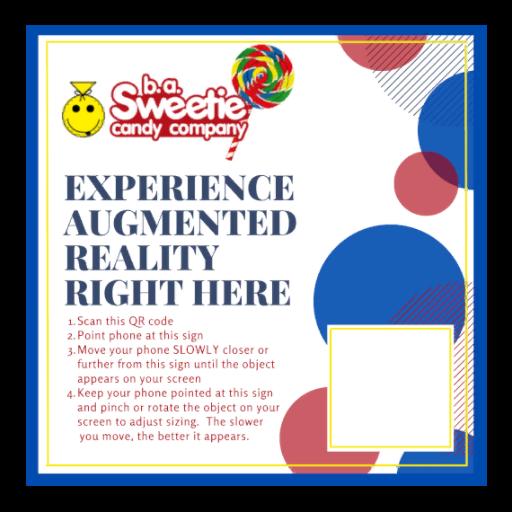 b.a.
Sweetie
candy company
EXPERIENCE
AUGMENTED
REALITY
RIGHT HERE
1. Scan this QR code
2. Point phone at this sign
3. Move your phone SLOWLY closer or
further from this sign until the object
appears on your screen
4. Keep your phone pointed at this sign
and pinch or rotate the object on your
screen to adjust sizing. The slower
you move, the better it appears.